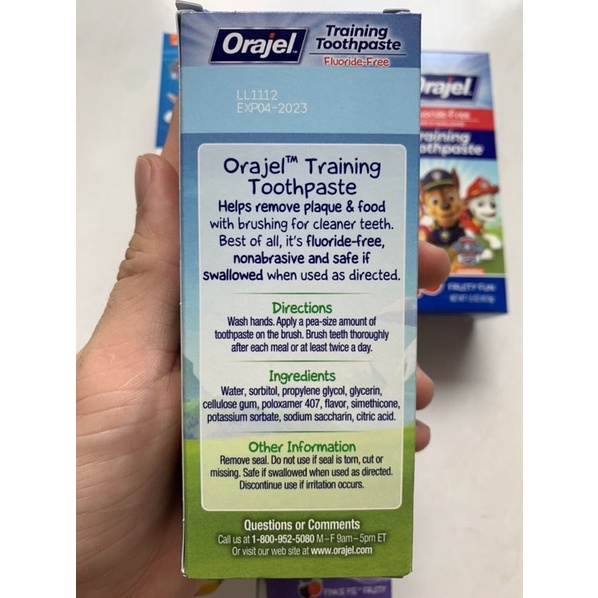 Orajel
Training
Toothpaste
Fluoride-Free
LL1112
EXP04-2023
Orajel™ Training
Toothpaste
Helps remove plaque & food
with brushing for cleaner teeth.
Best of all, it's fluoride-free,
nonabrasive and safe if
swallowed when used as directed.
Directions
Wash hands. Apply a pea-size amount of
toothpaste on the brush. Brush teeth thoroughly
after each meal or at least twice a day.
Ingredients
Water, sorbitol, propylene glycol, glycerin,
cellulose gum, poloxamer 407, flavor, simethicone,
potassium sorbate, sodium saccharin, citric acid.
Other Information
Remove seal. Do not use if seal is torn, cut or
missing. Safe if swallowed when used as directed.
Discontinue use if irritation occurs.
Questions or Comments
Call us at 1-800-952-5080 M–F 9am–5pm ET
Or visit our web site at www.orajel.com
Orajel
oride-Free
raining
othpaste
FRUITY FUN